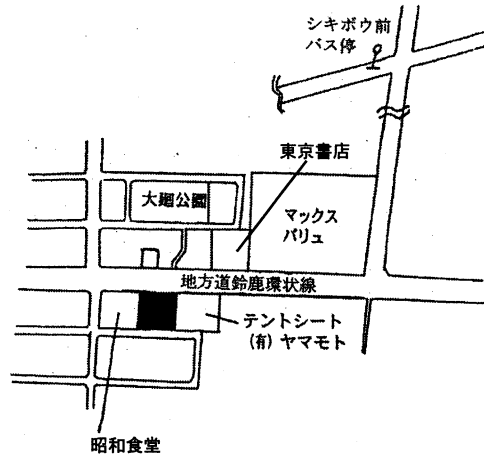 シキボウ前
バス停
東京書店
大廻公園
マックス
バリュ
地方道鈴鹿環状線
テントシート
(有) ヤマモト
昭和食堂